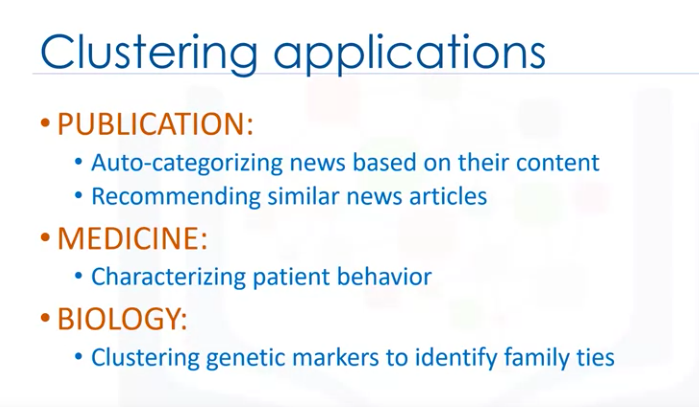 Clustering applications
• PUBLICATION:
• Auto-categorizing news based on their content
• Recommending similar news articles
• MEDICINE:
• Characterizing patient behavior
• BIOLOGY:
• Clustering genetic markers to identify family ties